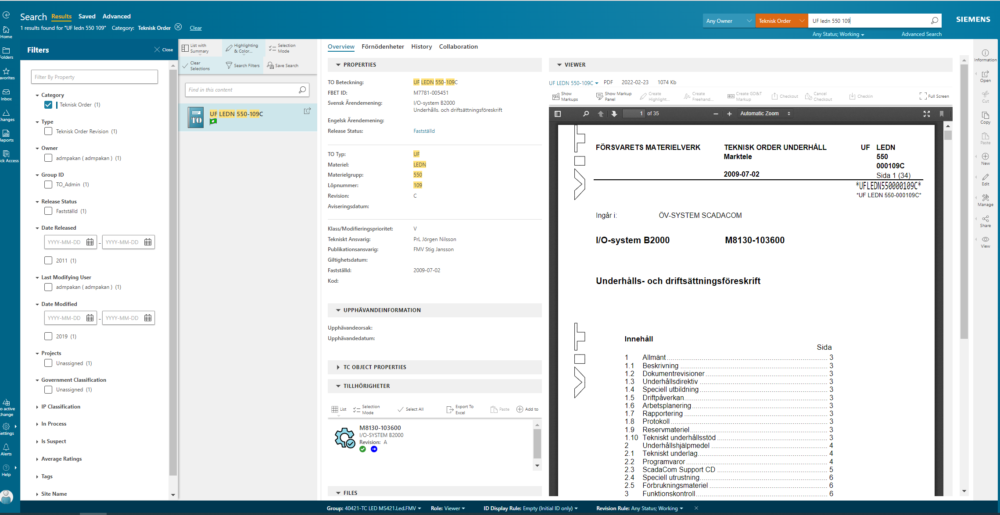 Search Results Saved Advanced
1 results found for "UF ledn 550 109" Category: Teknisk Order Clear
Any Owner Teknisk Order UF ledn 550 109
SIEMENS
Any Status; Working Advanced Search
Home
Inbox
Reports
Alerts
Help
Filters Close
Filter By Property
Category
Teknisk Order (1)
Type
Teknisk Order Revision (1)
Owner
admpakan ( admpakan ) (1)
Group ID
TO_Admin (1)
Release Status
Fastställd (1)
Date Released
YYYY-MM-DD - YYYY-MM-DD
2011 (1)
Last Modifying User
admpakan ( admpakan ) (1)
Date Modified
YYYY-MM-DD - YYYY-MM-DD
2019 (1)
Projects
Unassigned (1)
Government Classification
Unassigned (1)
IP Classification
In Process
Is Suspect
Average Ratings
Tags
Site Name
List with Summary
Highlighting & Color...
Selection Mode
Clear Selections
Search Filters
Save Search
Find in this content
TO
UF LEDN 550-109C
Overview Förnödenheter History Collaboration
PROPERTIES
TO Beteckning: UF LEDN 550-109C
FBET ID: M7781-005451
Svensk Ärendemening: I/O-system B2000
Underhålls. och driftsättningsföreskrift
Engelsk Ärendemening:
Release Status: Fastställd
TO Typ: UF
Materiel: LEDN
Materielgrupp: 550
Löpnummer: 109
Revision: C
Aviseringsdatum:
Klass/Modifieringsprioritet: V
Tekniskt Ansvarig: PrL Jörgen Nilsson
Publikationsansvarig: FMV Stig Jansson
Giltighetsdatum:
Fastställd: 2009-07-02
Kod:
UPPHÄVANDEINFORMATION
Upphävandeorsak:
Upphävandedatum:
TC OBJECT PROPERTIES
TILLHÖRIGHETER
List
Selection Mode
Select All
Export To Excel
Paste
Add to
M8130-103600
I/O-SYSTEM B2000
Revision: A
FILES
VIEWER
UF LEDN 550-109C PDF 2022-02-23 1074 Kb
Show Markups
Show Markup Panel
Create Highlight...
Create Freehand...
Create GD&T Markup
Checkout
Cancel Checkout
Checkin
Full Screen
1 of 35 Automatic Zoom
FÖRSVARETS MATERIELVERK TEKNISK ORDER UNDERHÅLL UF LEDN
Marktele 550
000109C
2009-07-02 Sida 1 (34)
*UFLEDN550000109C*
*UF LEDN 550-000109C*
Ingår i: ÖV-SYSTEM SCADACOM
I/O-system B2000 M8130-103600
Underhålls- och driftsättningsföreskrift
Innehåll
Sida
1 Allmänt 3
1.1 Beskrivning 3
1.2 Dokumentrevisioner 3
1.3 Underhållsdirektiv 3
1.4 Speciell utbildning 3
1.5 Driftpåverkan 3
1.6 Arbetsplanering 3
1.7 Rapportering 3
1.8 Protokoll 3
1.9 Reservmateriel 3
1.10 Tekniskt underhållsstöd 3
2 Underhållshjälpmedel 4
2.1 Tekniskt underlag 4
2.2 Programvaror 4
2.3 ScadaCom Support CD 5
2.4 Speciell utrustning 6
2.5 Förbrukningsmateriel 6
3 Funktionskontroll 6
Information
Open
Cut
Copy
Paste
New
Edit
Manage
Share
View
Group: 40421-TC LED MS421.Led.FMV Role: Viewer ID Display Rule: Empty (Initial ID only) Revision Rule: Any Status; Working